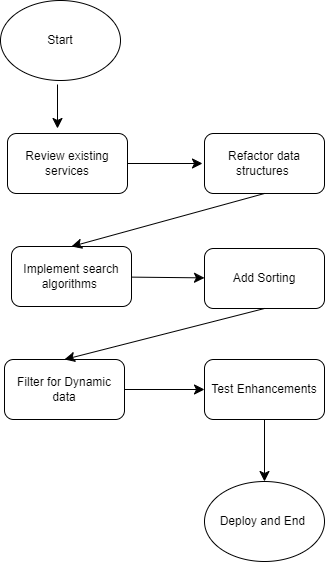 Start
Review existing
services
Refactor data
structures
Implement search
algorithms
Add Sorting
Filter for Dynamic
data
Test Enhancements
Deploy and End